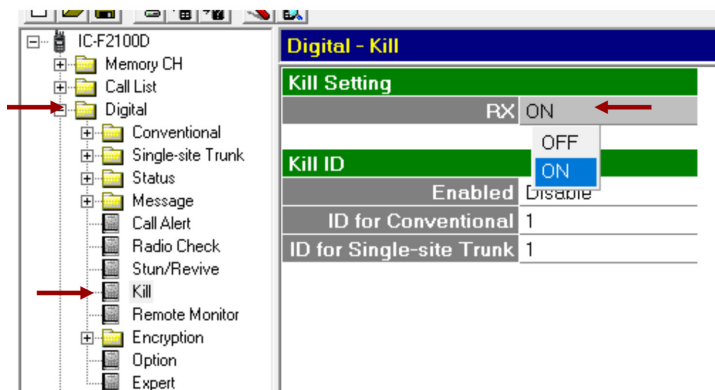 IC-F2100D
Memory CH
Call List
Digital
Conventional
Single-site Trunk
Status
Message
Call Alert
Radio Check
Stun/Revive
Kill
Remote Monitor
Encryption
Option
Expert
Digital - Kill
Kill Setting
RX ON
OFF
ON
Kill ID
Enabled Disable
ID for Conventional 1
ID for Single-site Trunk 1